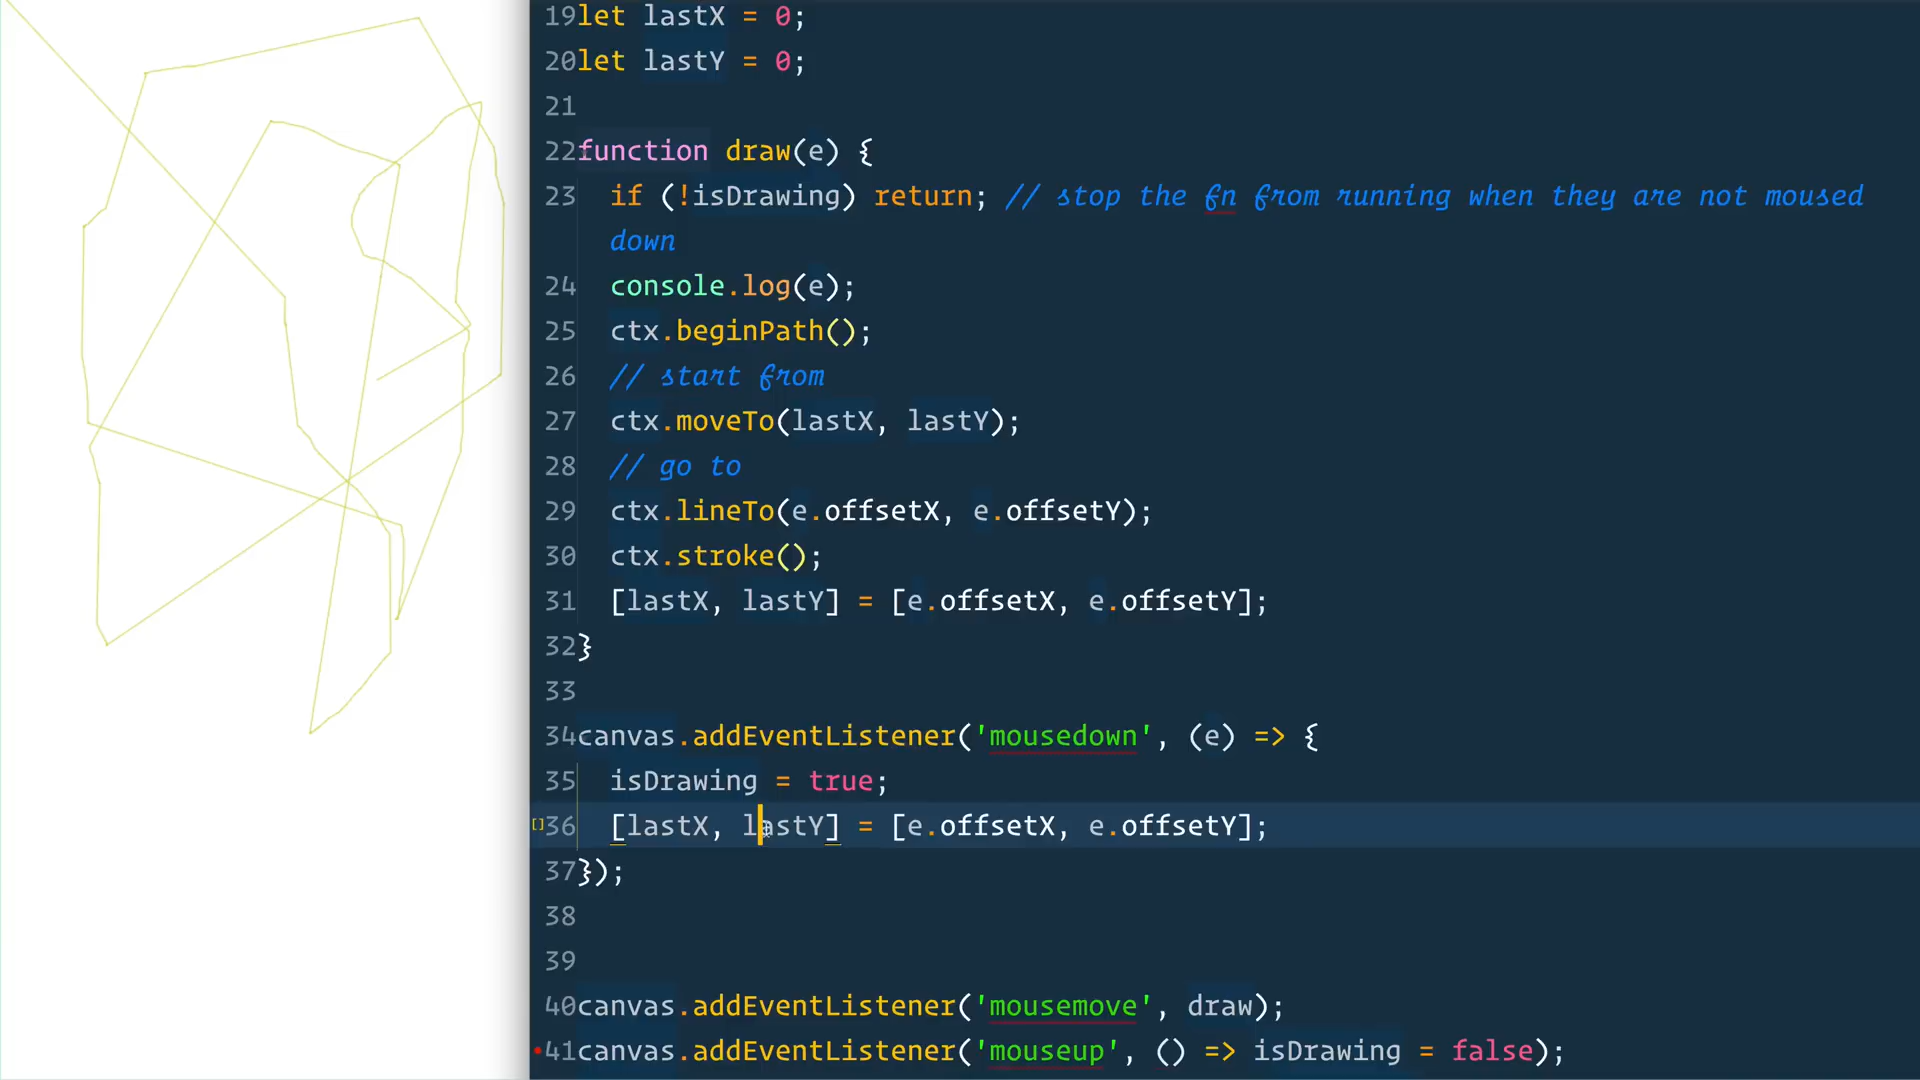 19let lastX = 0;
20let lastY = 0;
21
22function draw(e) {
23 if (!isDrawing) return; // stop the fn from running when they are not moused
down
24 console.log(e);
25 ctx.beginPath();
26 // start from
27 ctx.moveTo(lastX, lastY);
28 // go to
29 ctx.lineTo(e.offsetX, e.offsetY);
30 ctx.stroke();
31 [lastX, lastY] = [e.offsetX, e.offsetY];
32}
33
34canvas.addEventListener('mousedown', (e) => {
35 isDrawing = true;
36 [lastX, lastY] = [e.offsetX, e.offsetY];
37});
38
39
40canvas.addEventListener('mousemove', draw);
41canvas.addEventListener('mouseup', () => isDrawing = false);